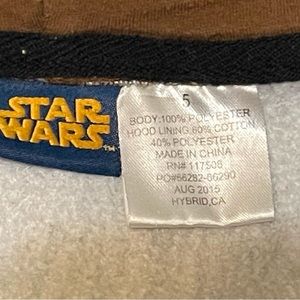 STAR
WARS
TM
5
BODY:100% POLYESTER
HOOD LINING:60% COTTON
40% POLYESTER
MADE IN CHINA
RN# 117508
PO#66282-66290
AUG 2015
HYBRID,CA